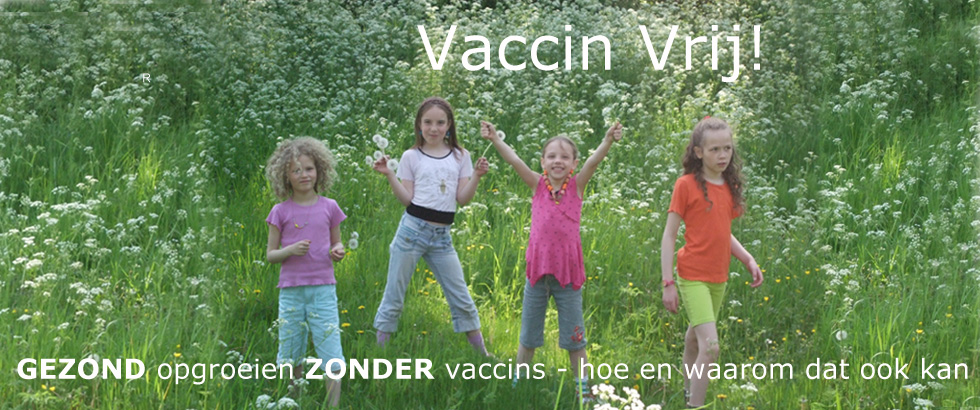 Vaccin Vrij!
R
GEZOND opgroeien ZONDER vaccins - hoe en waarom dat ook kan